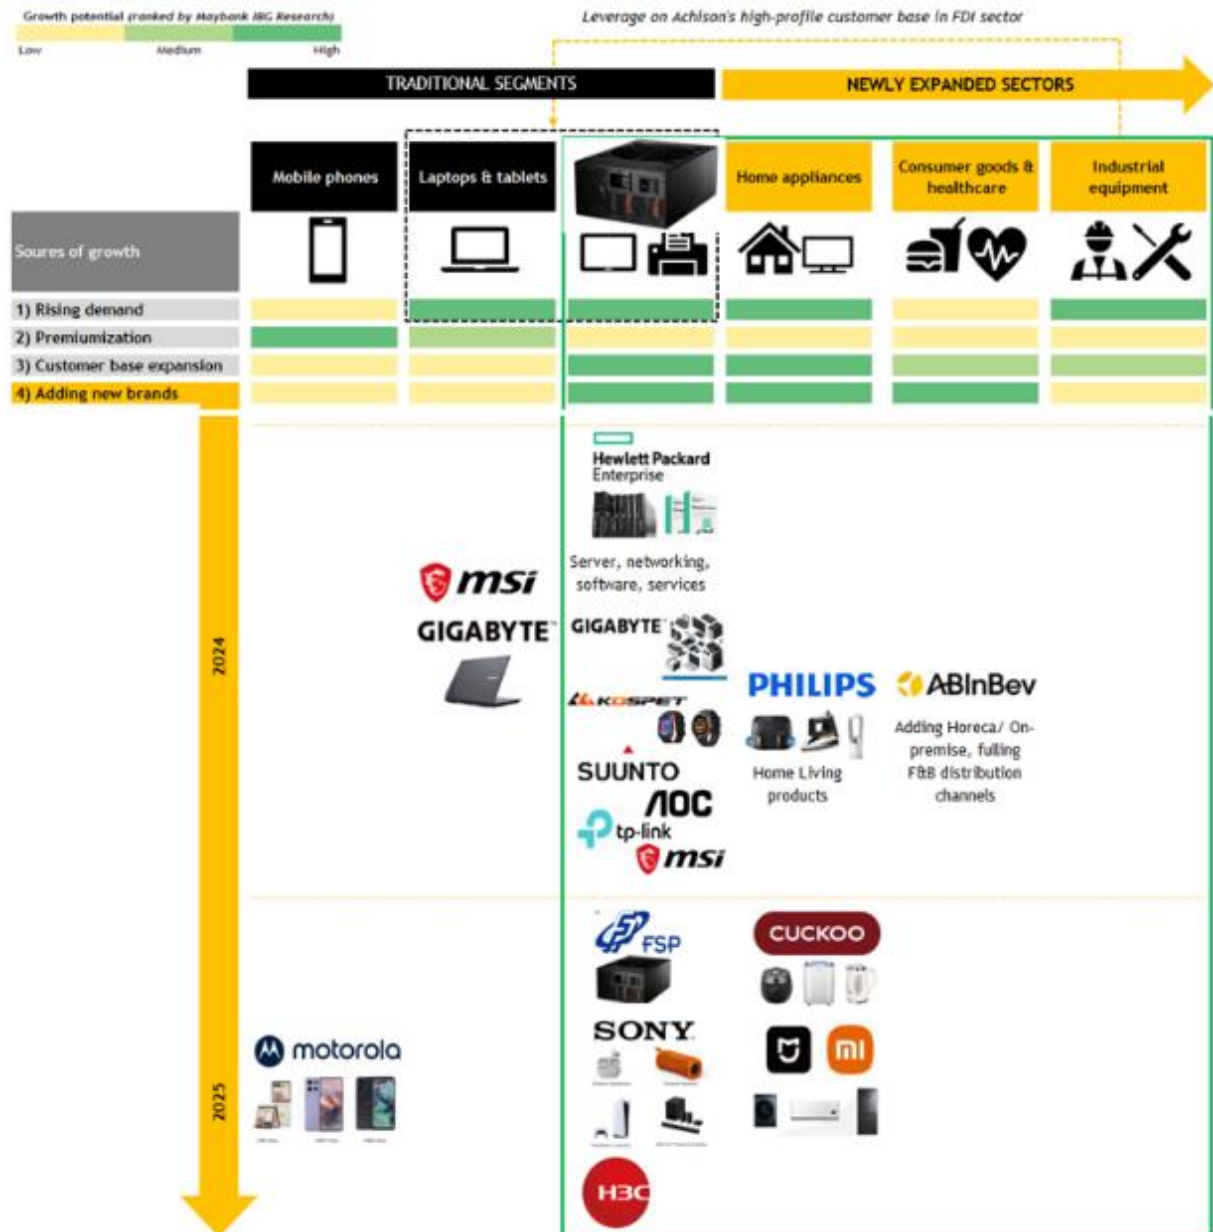 Growth potential (ranked by Maybank IBG Research)
Low Medium High
Leverage on Achison's high-profile customer base in FDI sector
TRADITIONAL SEGMENTS
NEWLY EXPANDED SECTORS
Mobile phones
Laptops & tablets
Home appliances
Consumer goods & healthcare
Industrial equipment
Soures of growth
1) Rising demand
2) Premiumization
3) Customer base expansion
4) Adding new brands
2024
msi
GIGABYTE
Hewlett Packard
Enterprise
Server, networking,
software, services
GIGABYTE
KOSPET
SUUNTO
AOC
tp-link
msi
PHILIPS
Home Living
products
ABInBev
Adding Horeca/ On-
premise, fulling
F&B distribution
channels
2025
motorola
FSP
SONY
H3C
CUCKOO
mi